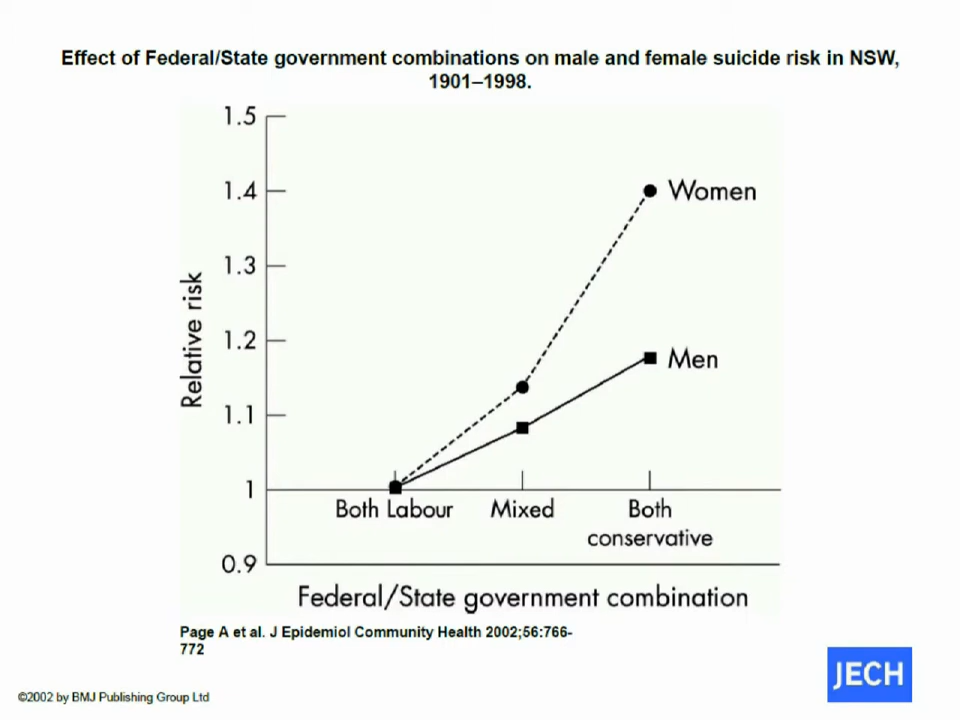 Effect of Federal/State government combinations on male and female suicide risk in NSW,
1901–1998.
1.5
1.4
Women
1.3
Relative risk
1.2
Men
1.1
1
Both Labour
Mixed
Both
conservative
0.9
Federal/State government combination
Page A et al. J Epidemiol Community Health 2002;56:766-
772
JECH
©2002 by BMJ Publishing Group Ltd